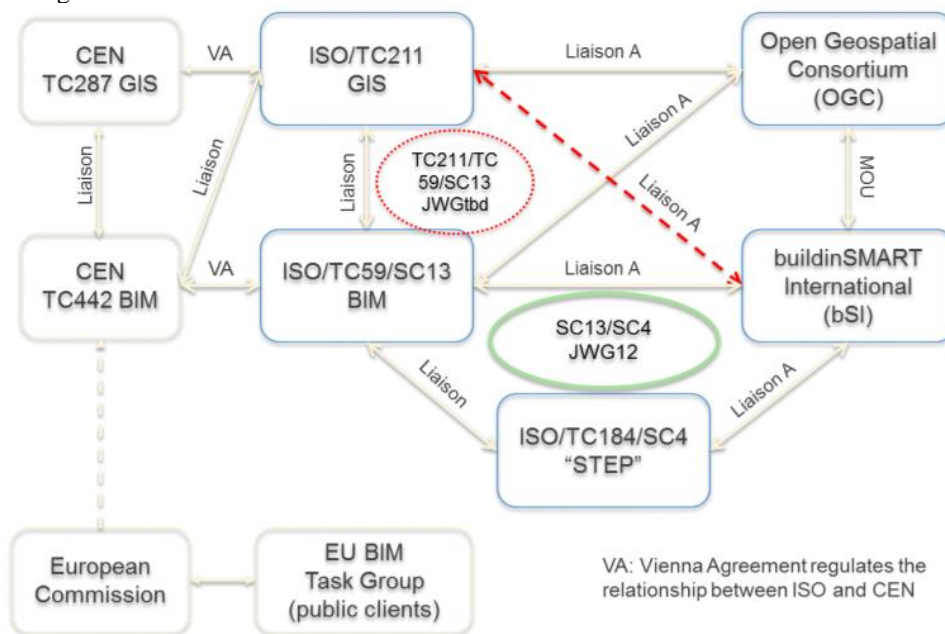 CEN
TC287 GIS
VA
ISO/TC211
GIS
Liaison A
Open Geospatial
Consortium
(OGC)
Liaison
Liaison
Liaison
TC211/TC
59/SC13
JWGtbd
Liaison A
Liaison A
MOU
CEN
TC442 BIM
VA
ISO/TC59/SC13
BIM
Liaison A
buildinSMART
International
(bSI)
SC13/SC4
JWG12
Liaison
Liaison A
ISO/TC184/SC4
“STEP”
European
Commission
EU BIM
Task Group
(public clients)
VA: Vienna Agreement regulates the
relationship between ISO and CEN